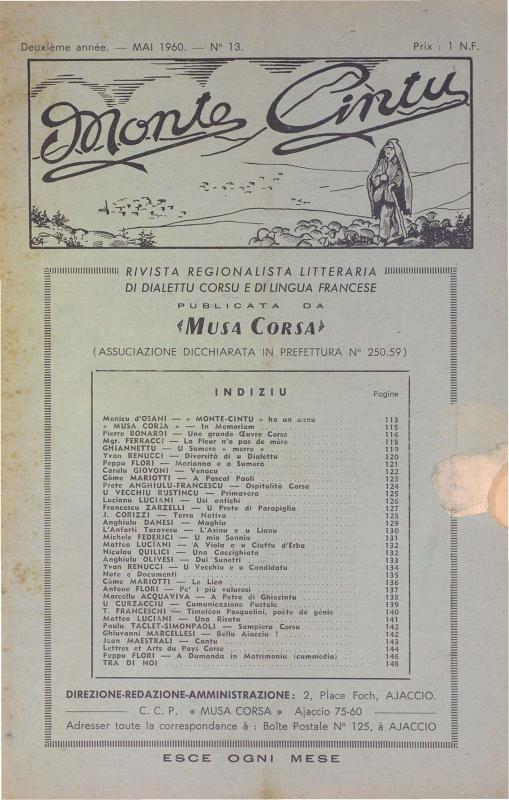 Deuxième année. — MAI 1960. — N° 13. Prix : 1 N.F.
Monte Cintu
RIVISTA REGIONALISTA LITTERARIA
DI DIALETTU CORSU E DI LINGUA FRANCESE
PUBLICATA DA
« MUSA CORSA »
(ASSUCIAZIONE DICCHIARATA IN PREFETTURA N° 250.59)
INDIZIU Pagine
Menicu d'OSANI — « MONTE-CINTU » ha un annu 113
« MUSA CORSA » — In Memoriam 115
Pierre BONARDI — Une grande Œuvre Corse 116
Mgr. FERRACCI — La Fleur n'a pas de mère 118
GHIANNETTU — U Sumere « merre » 119
Yvan RENUCCI — Diversità di u Dialettu 120
Peppu FLORI — Marianna e a Sumera 121
Carulu GIOVONI — Venacu 122
Côme MARIOTTI — A Pascal Paoli 123
Prete ANGHIULU-FRANCESCU — Ospitalità Corsa 124
U VECCHIU RUSTINCU — Primavera 125
Lucianu LUCIANI — Usi antichi 126
Francescu ZARZELLI — U Prete di Parapiglia 127
J. CORIZZI — Terra Nativa 128
Anghiulu DANESI — Maghiu 129
L'Anfarti Taravesu — L'Asinu e u Lionu 130
Michele FEDERICI — U mio Sonniu 131
Matteu LUCIANI — A Viola e u Ciuttu d'Erba 132
Niculau QUILICI — Una Cacchigiata 132
Anghiulu OLIVESI — Dui Sunetti 133
Yvan RENUCCI — U Vecchiu e u Candidatu 134
Note e Documenti 135
Côme MARIOTTI — Le Lien 136
Antone FLORI — Pe' i più valurosi 137
Marcellu ACQUAVIVA — A Petra di Ghiucintu 138
U CURZACCIU — Cumunicazione Pustale 139
T. FRANCESCHI — Timoléon Pasqualini, poète de génie 140
Matteu LUCIANI — Una Risata 141
Paulu TACLET-SIMONPAOLI — Sampieru Corsu 142
Ghiuvanni MARCELLESI — Bellu Aiacciu ! 142
Jean MAESTRALI — Cantu 143
Lettres et Arts du Pays Corse 144
Peppu FLORI — A Dumanda in Matrimoniu (cummedia) 146
TRA DI NOI 148
DIREZIONE-REDAZIONE-AMMINISTRAZIONE : 2, Place Foch, AJACCIO.
C. C. P. « MUSA CORSA » Ajaccio 75-60
Adresser toute la correspondance à : Boîte Postale N° 125, à AJACCIO
ESCE OGNI MESE